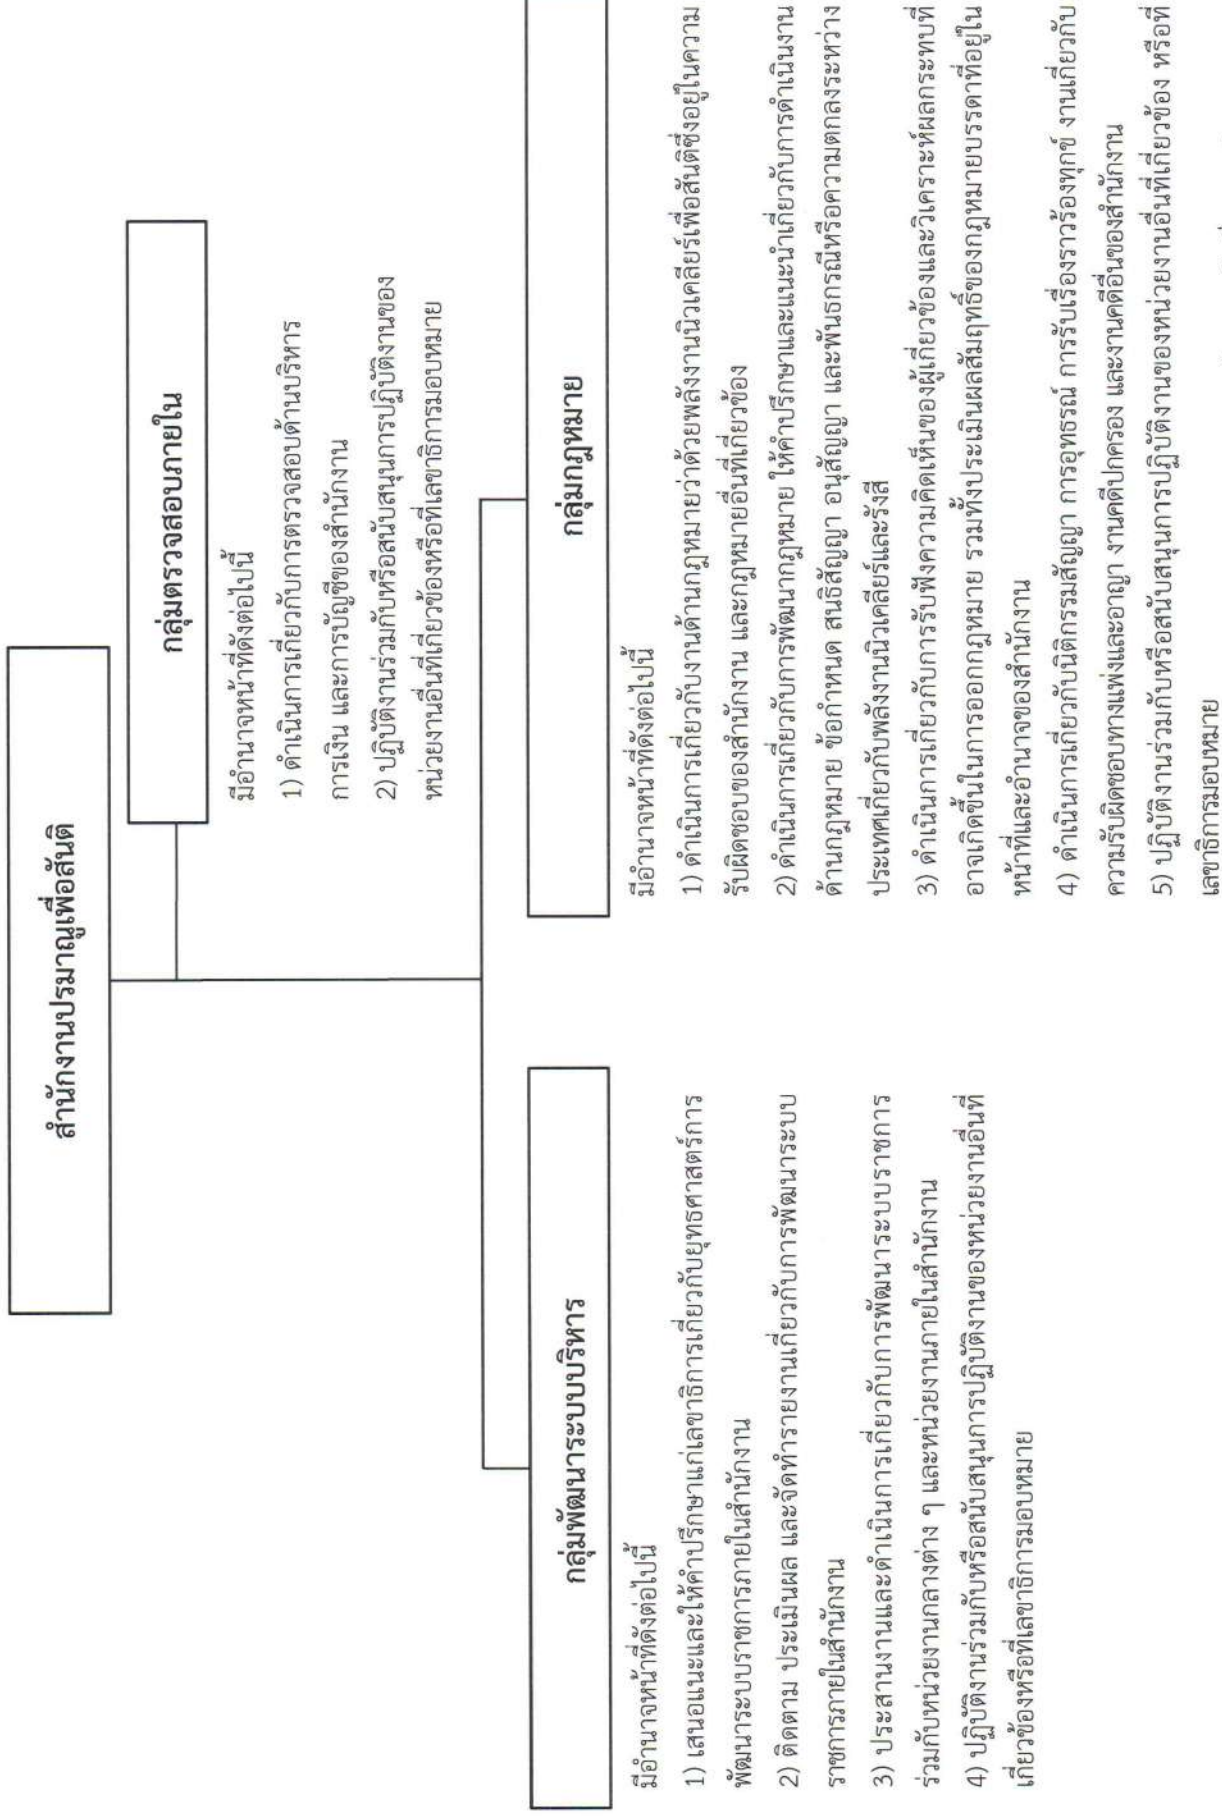 สำนักงานปรมาณูเพื่อสันติ
กลุ่มตรวจสอบภายใน
มีอำนาจหน้าที่ดังต่อไปนี้
1) ดำเนินการเกี่ยวกับการตรวจสอบด้านบริหาร
การเงิน และการบัญชีของสำนักงาน
2) ปฏิบัติงานร่วมกับหรือสนับสนุนการปฏิบัติงานของ
หน่วยงานอื่นที่เกี่ยวข้องหรือที่เลขาธิการมอบหมาย
กลุ่มพัฒนาระบบบริหาร
มีอำนาจหน้าที่ดังต่อไปนี้
1) เสนอแนะและให้คำปรึกษาแก่เลขาธิการเกี่ยวกับยุทธศาสตร์การ
พัฒนาระบบราชการภายในสำนักงาน
2) ติดตาม ประเมินผล และจัดทำรายงานเกี่ยวกับการพัฒนาระบบ
ราชการภายในสำนักงาน
3) ประสานงานและดำเนินการเกี่ยวกับการพัฒนาระบบราชการ
ร่วมกับหน่วยงานกลางต่าง ๆ และหน่วยงานภายในสำนักงาน
4) ปฏิบัติงานร่วมกับหรือสนับสนุนการปฏิบัติงานของหน่วยงานอื่นที่
เกี่ยวข้องหรือที่เลขาธิการมอบหมาย
กลุ่มกฎหมาย
มีอำนาจหน้าที่ดังต่อไปนี้
1) ดำเนินการเกี่ยวกับงานด้านกฎหมายว่าด้วยพลังงานนิวเคลียร์เพื่อสันติซึ่งอยู่ในความ
รับผิดชอบของสำนักงาน และกฎหมายอื่นที่เกี่ยวข้อง
2) ดำเนินการเกี่ยวกับการพัฒนากฎหมาย ให้คำปรึกษาและแนะนำเกี่ยวกับการดำเนินงาน
ด้านกฎหมาย ข้อกำหนด สนธิสัญญา อนุสัญญา และพันธกรณีหรือความตกลงระหว่าง
ประเทศเกี่ยวกับพลังงานนิวเคลียร์และรังสี
3) ดำเนินการเกี่ยวกับการรับฟังความคิดเห็นของผู้เกี่ยวข้องและวิเคราะห์ผลกระทบที่
อาจเกิดขึ้นในการออกกฎหมาย รวมทั้งประเมินผลสัมฤทธิ์ของกฎหมายบรรดาที่อยู่ใน
หน้าที่และอำนาจของสำนักงาน
4) ดำเนินการเกี่ยวกับนิติกรรมสัญญา การอุทธรณ์ การรับเรื่องราวร้องทุกข์ งานเกี่ยวกับ
ความรับผิดชอบทางแพ่งและอาญา งานคดีปกครอง และงานคดีอื่นของสำนักงาน
5) ปฏิบัติงานร่วมกับหรือสนับสนุนการปฏิบัติงานของหน่วยงานอื่นที่เกี่ยวข้อง หรือที่
เลขาธิการมอบหมาย